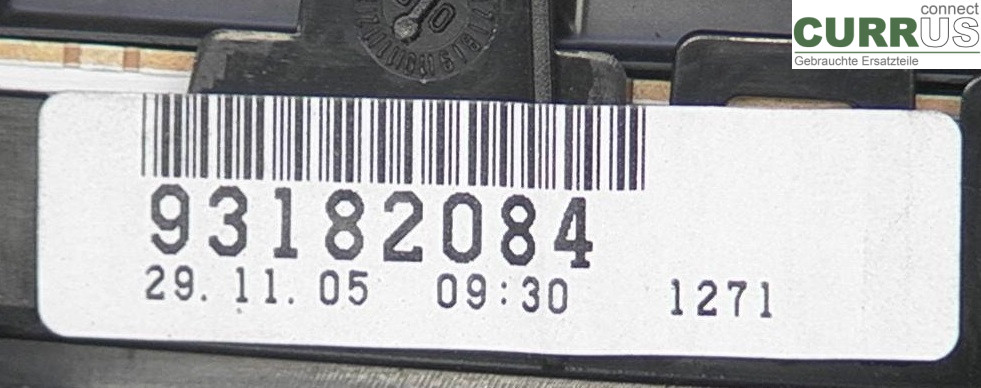 connect
CURRUS
Gebrauchte Ersatzteile
93182084
29. 11. 05 09:30 1271